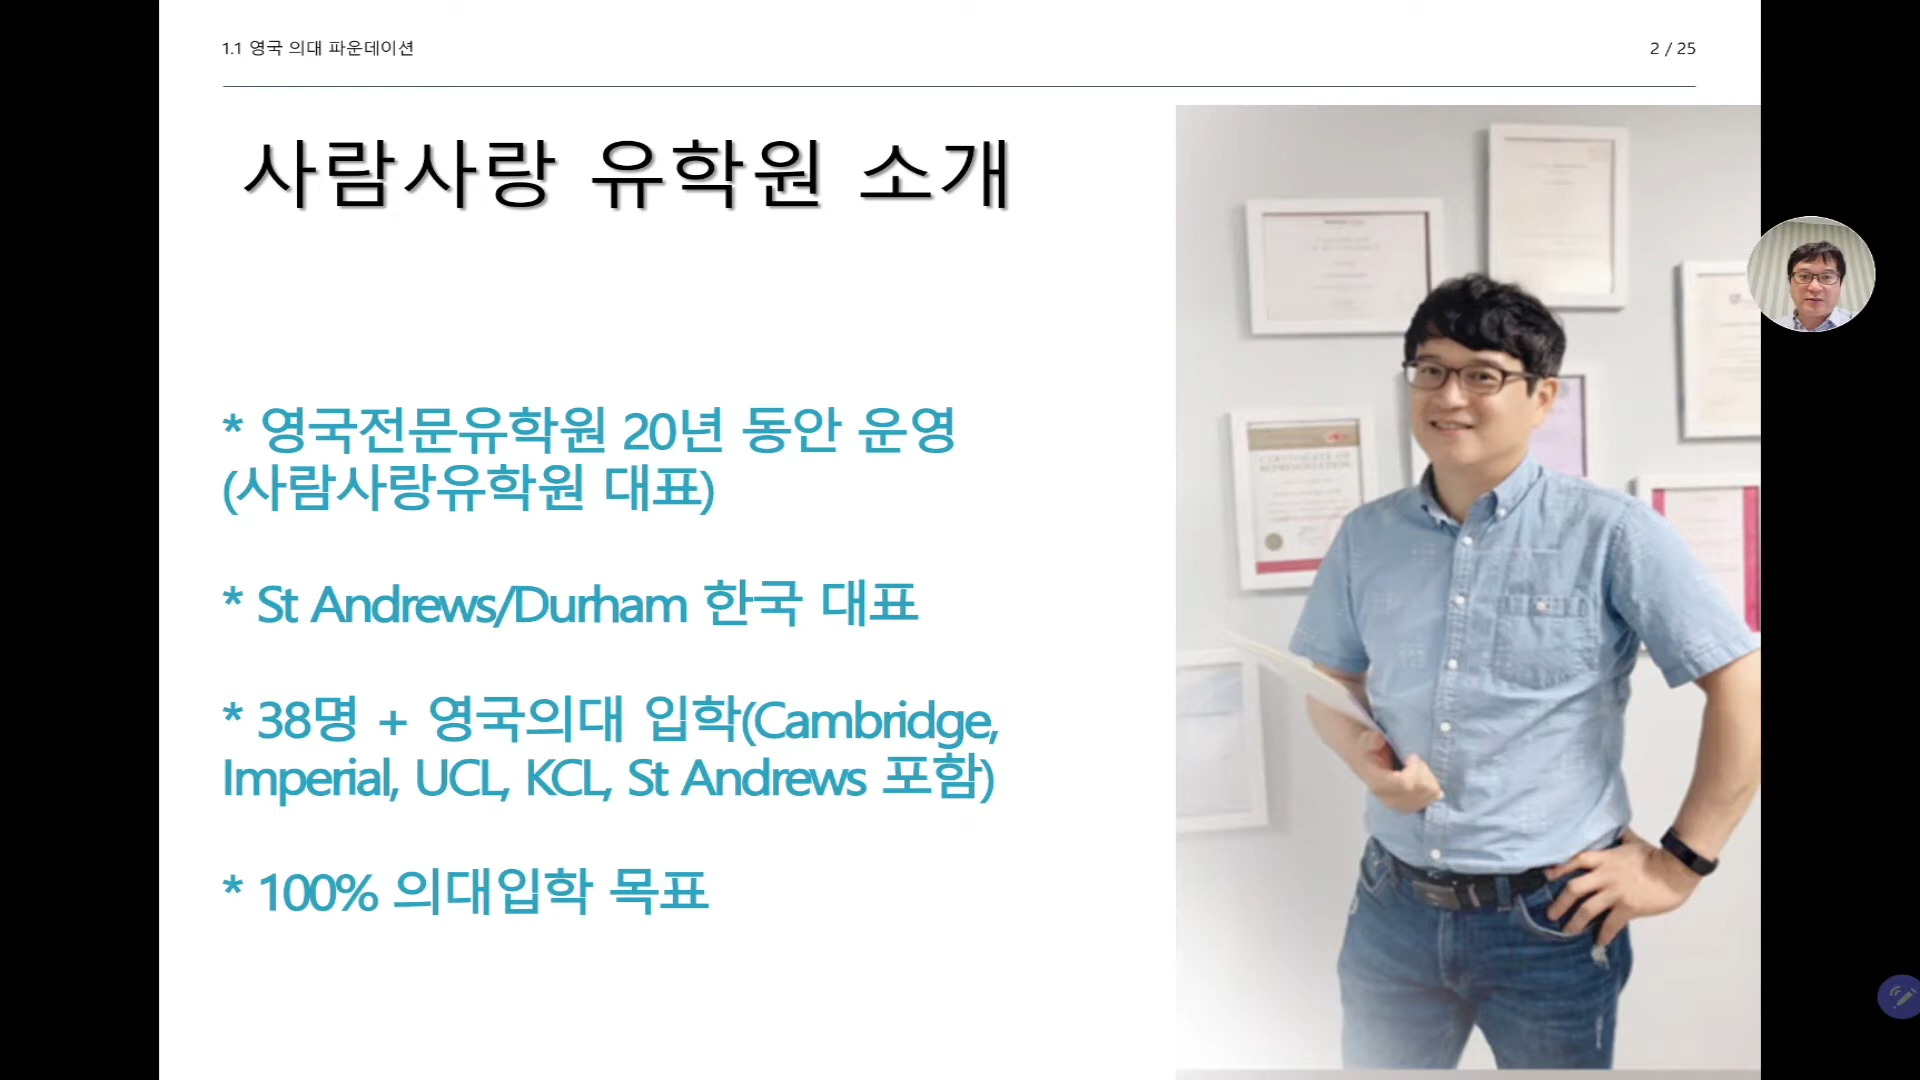 1.1 영국 의대 파운데이션
2 / 25
사람사랑 유학원 소개
* 영국전문유학원 20년 동안 운영
(사람사랑유학원 대표)
* St Andrews/Durham 한국 대표
* 38명 + 영국의대 입학(Cambridge,
Imperial, UCL, KCL, St Andrews 포함)
* 100% 의대입학 목표
CERTIFICATE OF
REPRESENTATION